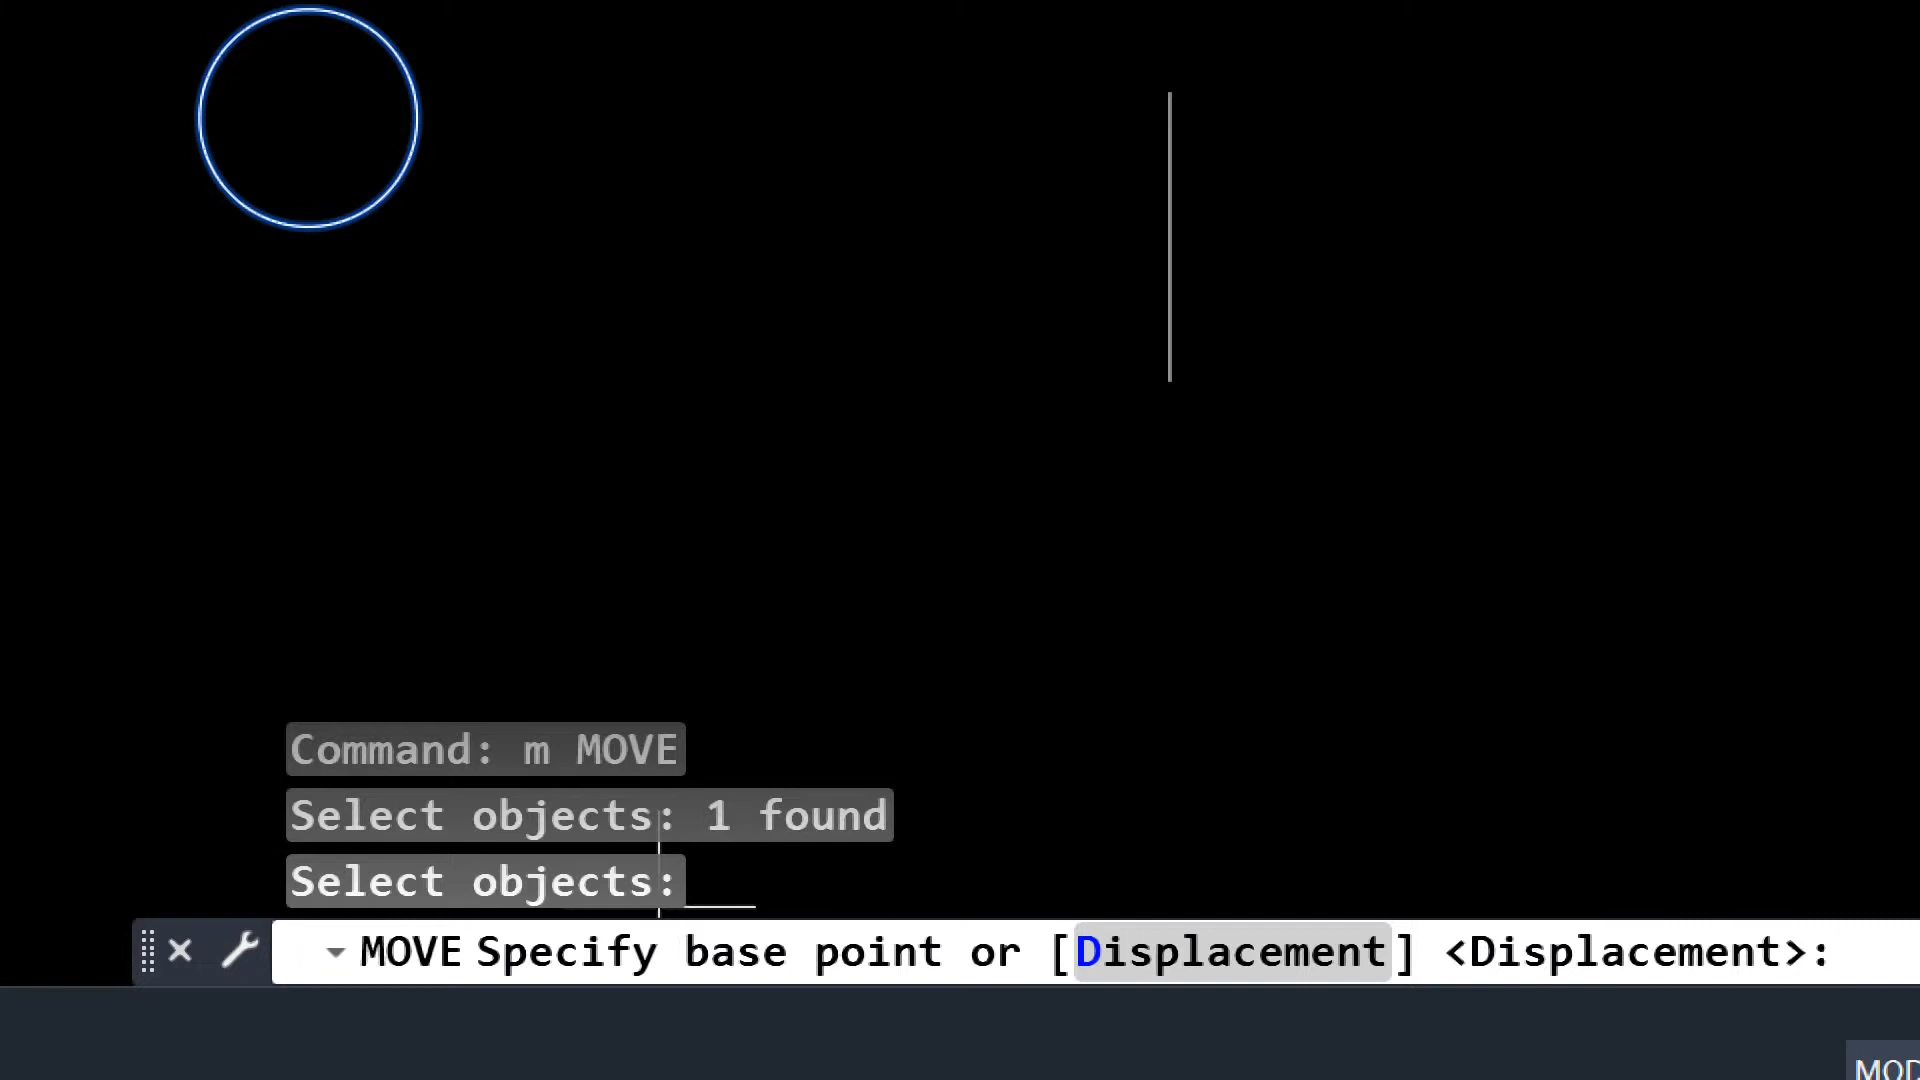 Command: m MOVE
Select objects: 1 found
Select objects:
MOVE Specify base point or [Displacement] <Displacement>: